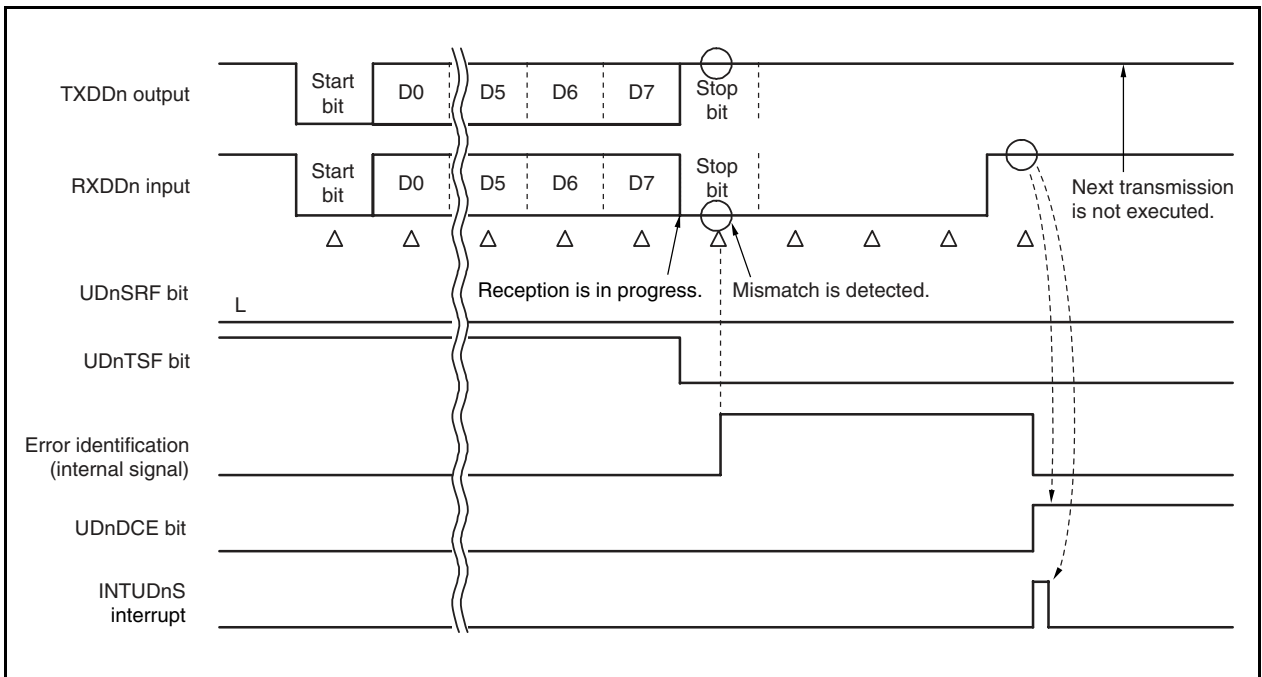 TXDDn output
Start
bit
D0
D5
D6
D7
Stop
bit
RXDDn input
Start
bit
D0
D5
D6
D7
Stop
bit
Next transmission
is not executed.
Reception is in progress.
Mismatch is detected.
UDnSRF bit
L
UDnTSF bit
Error identification
(internal signal)
UDnDCE bit
INTUDnS
interrupt